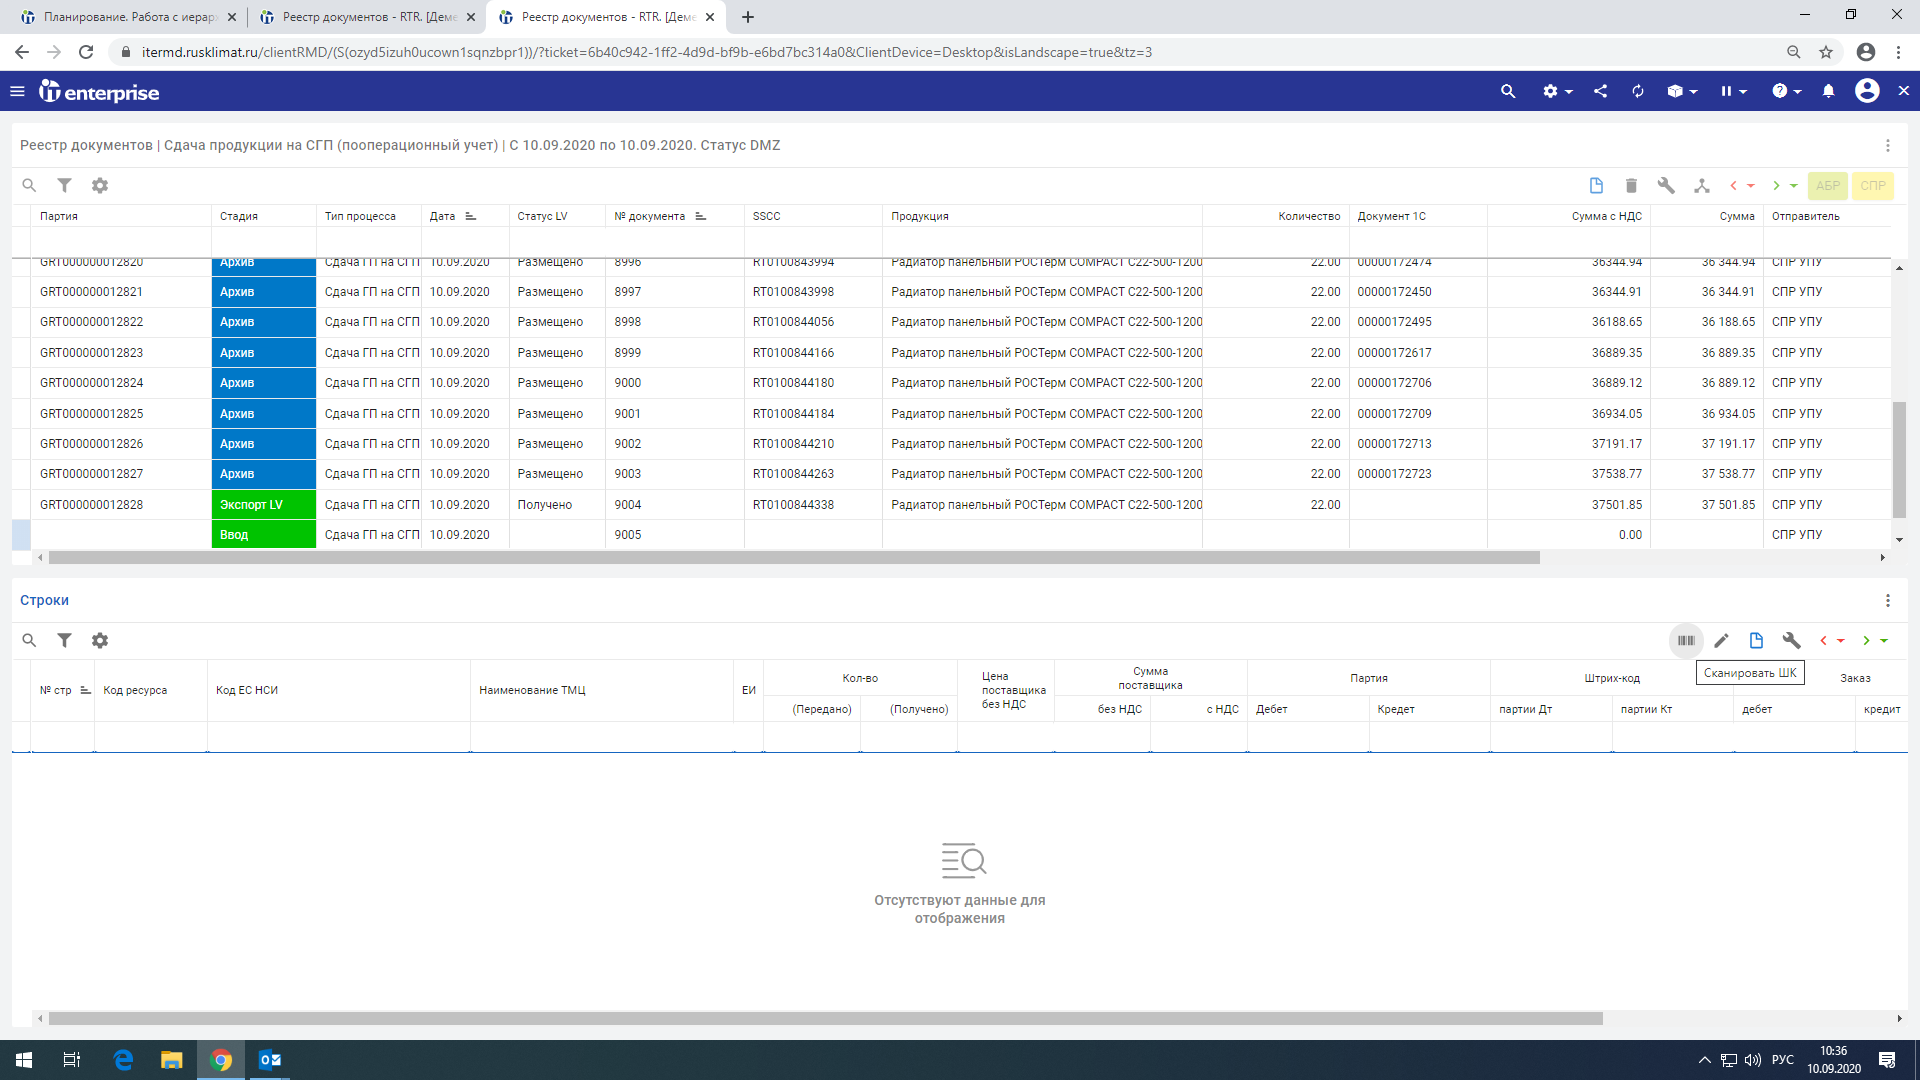 Планирование. Работа с иерар
Реестр документов - RTR. [Деме
Реестр документов - RTR. [Деме
itermd.rusklimat.ru/clientRMD/(S(ozyd5izuh0ucown1sqnzbpr1))/?ticket=6b40c942-1ff2-4d9d-bf9b-e6bd7bc314a0&ClientDevice=Desktop&isLandscape=true&tz=3
it enterprise
Реестр документов | Сдача продукции на СГП (пооперационный учет) | С 10.09.2020 по 10.09.2020. Статус DMZ
АБР СПР
Партия Стадия Тип процесса Дата Статус LV № документа SSCC Продукция Количество Документ 1С Сумма с НДС Сумма Отправитель
GRT000000012820 Архив Сдача ГП на СГП 10.09.2020 Размещено 8996 RT0100843994 Радиатор панельный РОСТерм COMPACT C22-500-1200 22.00 00000172474 36344.94 36 344.94 СПР УПУ
GRT000000012821 Архив Сдача ГП на СГП 10.09.2020 Размещено 8997 RT0100843998 Радиатор панельный РОСТерм COMPACT C22-500-1200 22.00 00000172450 36344.91 36 344.91 СПР УПУ
GRT000000012822 Архив Сдача ГП на СГП 10.09.2020 Размещено 8998 RT0100844056 Радиатор панельный РОСТерм COMPACT C22-500-1200 22.00 00000172495 36188.65 36 188.65 СПР УПУ
GRT000000012823 Архив Сдача ГП на СГП 10.09.2020 Размещено 8999 RT0100844166 Радиатор панельный РОСТерм COMPACT C22-500-1200 22.00 00000172617 36889.35 36 889.35 СПР УПУ
GRT000000012824 Архив Сдача ГП на СГП 10.09.2020 Размещено 9000 RT0100844180 Радиатор панельный РОСТерм COMPACT C22-500-1200 22.00 00000172706 36889.12 36 889.12 СПР УПУ
GRT000000012825 Архив Сдача ГП на СГП 10.09.2020 Размещено 9001 RT0100844184 Радиатор панельный РОСТерм COMPACT C22-500-1200 22.00 00000172709 36934.05 36 934.05 СПР УПУ
GRT000000012826 Архив Сдача ГП на СГП 10.09.2020 Размещено 9002 RT0100844210 Радиатор панельный РОСТерм COMPACT C22-500-1200 22.00 00000172713 37191.17 37 191.17 СПР УПУ
GRT000000012827 Архив Сдача ГП на СГП 10.09.2020 Размещено 9003 RT0100844263 Радиатор панельный РОСТерм COMPACT C22-500-1200 22.00 00000172723 37538.77 37 538.77 СПР УПУ
GRT000000012828 Экспорт LV Сдача ГП на СГП 10.09.2020 Получено 9004 RT0100844338 Радиатор панельный РОСТерм COMPACT C22-500-1200 22.00 37501.85 37 501.85 СПР УПУ
Ввод Сдача ГП на СГП 10.09.2020 9005 0.00 СПР УПУ
Строки
Сканировать ШК
№ стр Код ресурса Код ЕС НСИ Наименование ТМЦ ЕИ Кол-во Цена поставщика без НДС Сумма поставщика Партия Штрих-код Заказ
(Передано) (Получено) без НДС с НДС Дебет Кредит партии Дт партии Кт дебет кредит
Отсутствуют данные для
отображения
РУС
10:36
10.09.2020